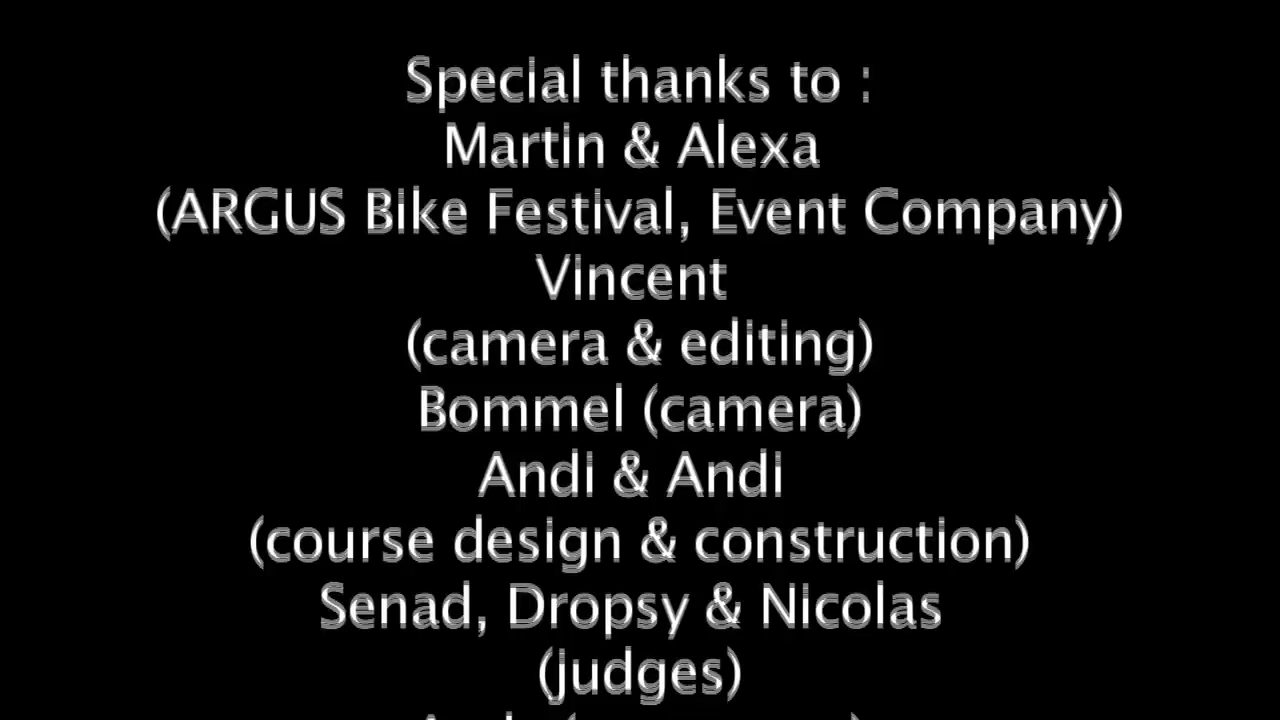 Special thanks to :
Martin & Alexa
(ARGUS Bike Festival, Event Company)
Vincent
(camera & editing)
Bommel (camera)
Andi & Andi
(course design & construction)
Senad, Dropsy & Nicolas
(judges)